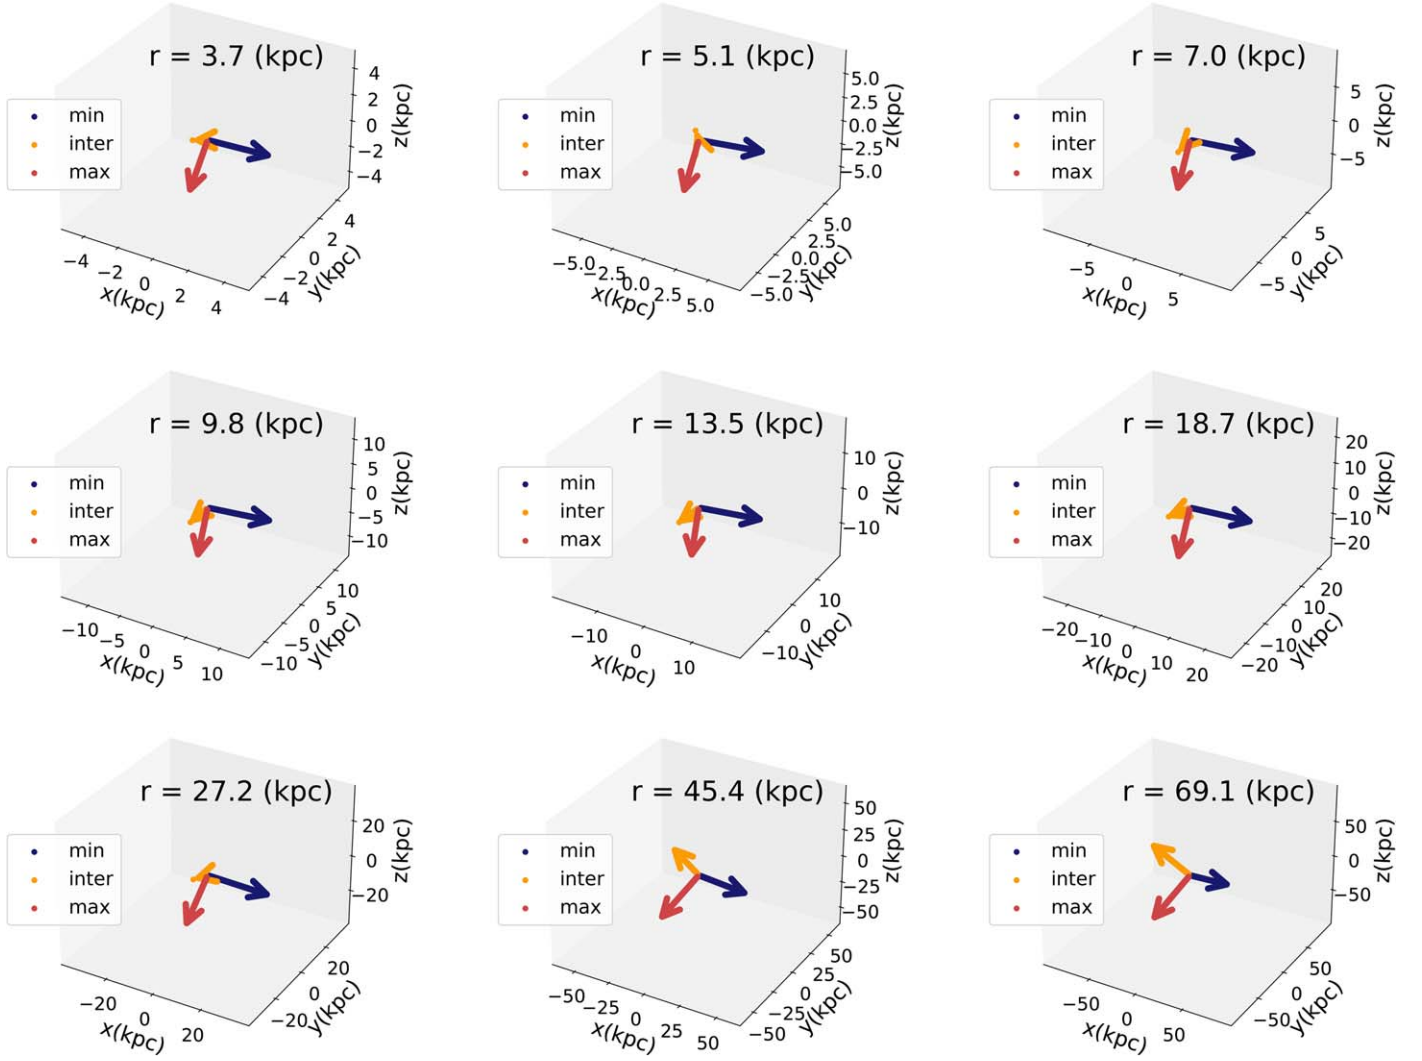 r = 3.7 (kpc)
min
inter
max
4
2
0
−2
−4
z(kpc)
−4
−2
0
2
4
x(kpc)
4
2
0
−2
−4
y(kpc)
r = 5.1 (kpc)
min
inter
max
5.0
2.5
0.0
−2.5
−5.0
z(kpc)
−5.0
−2.5
0.0
2.5
5.0
x(kpc)
5.0
2.5
0.0
−2.5
−5.0
y(kpc)
r = 7.0 (kpc)
min
inter
max
5
0
−5
z(kpc)
−5
0
5
x(kpc)
5
0
−5
y(kpc)
r = 9.8 (kpc)
min
inter
max
10
5
0
−5
−10
z(kpc)
−10
−5
0
5
10
x(kpc)
10
5
0
−5
−10
y(kpc)
r = 13.5 (kpc)
min
inter
max
10
0
−10
z(kpc)
−10
0
10
x(kpc)
10
0
−10
y(kpc)
r = 18.7 (kpc)
min
inter
max
20
10
0
−10
−20
z(kpc)
−20
−10
0
10
20
x(kpc)
20
10
0
−10
−20
y(kpc)
r = 27.2 (kpc)
min
inter
max
20
0
−20
z(kpc)
−20
0
20
x(kpc)
20
0
−20
y(kpc)
r = 45.4 (kpc)
min
inter
max
50
25
0
−25
−50
z(kpc)
−50
−25
0
25
50
x(kpc)
50
25
0
−25
−50
y(kpc)
r = 69.1 (kpc)
min
inter
max
50
0
−50
z(kpc)
−50
0
50
x(kpc)
50
0
−50
y(kpc)